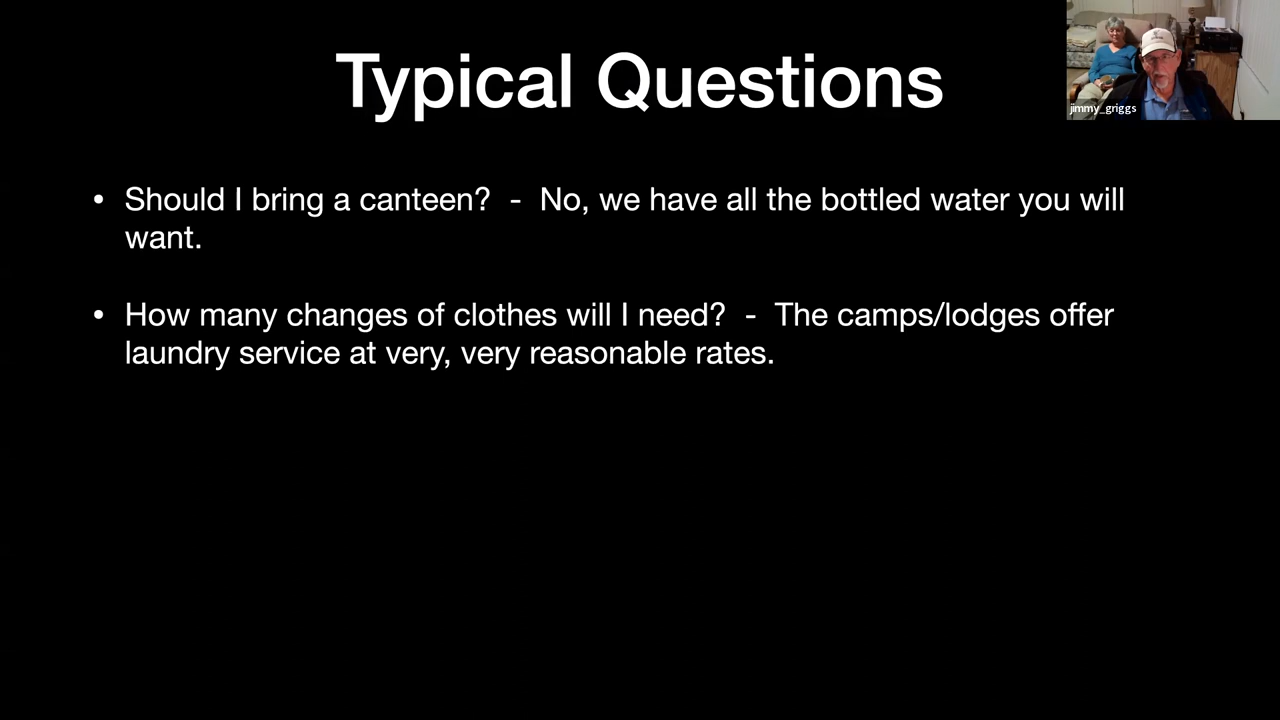 Typical Questions
jimmy_griggs
• Should I bring a canteen? - No, we have all the bottled water you will
want.
• How many changes of clothes will I need? - The camps/lodges offer
laundry service at very, very reasonable rates.